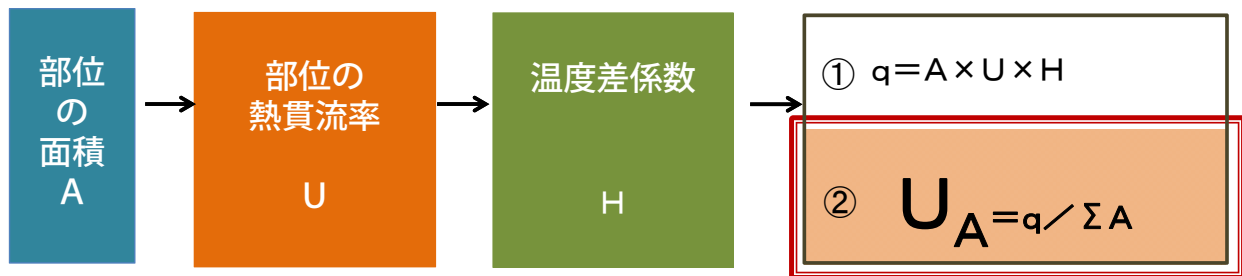 部位
の
面積
A
部位の
熱貫流率
U
温度差係数
H
① q=A×U×H
② UA=q／ΣA